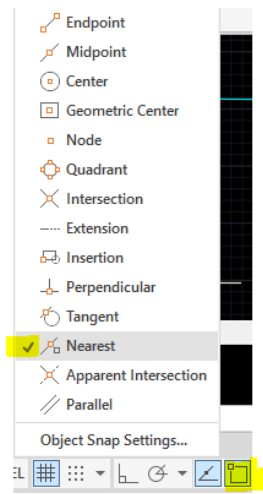 Endpoint
Midpoint
Center
Geometric Center
Node
Quadrant
Intersection
Extension
Insertion
Perpendicular
Tangent
Nearest
Apparent Intersection
Parallel
Object Snap Settings...
EL